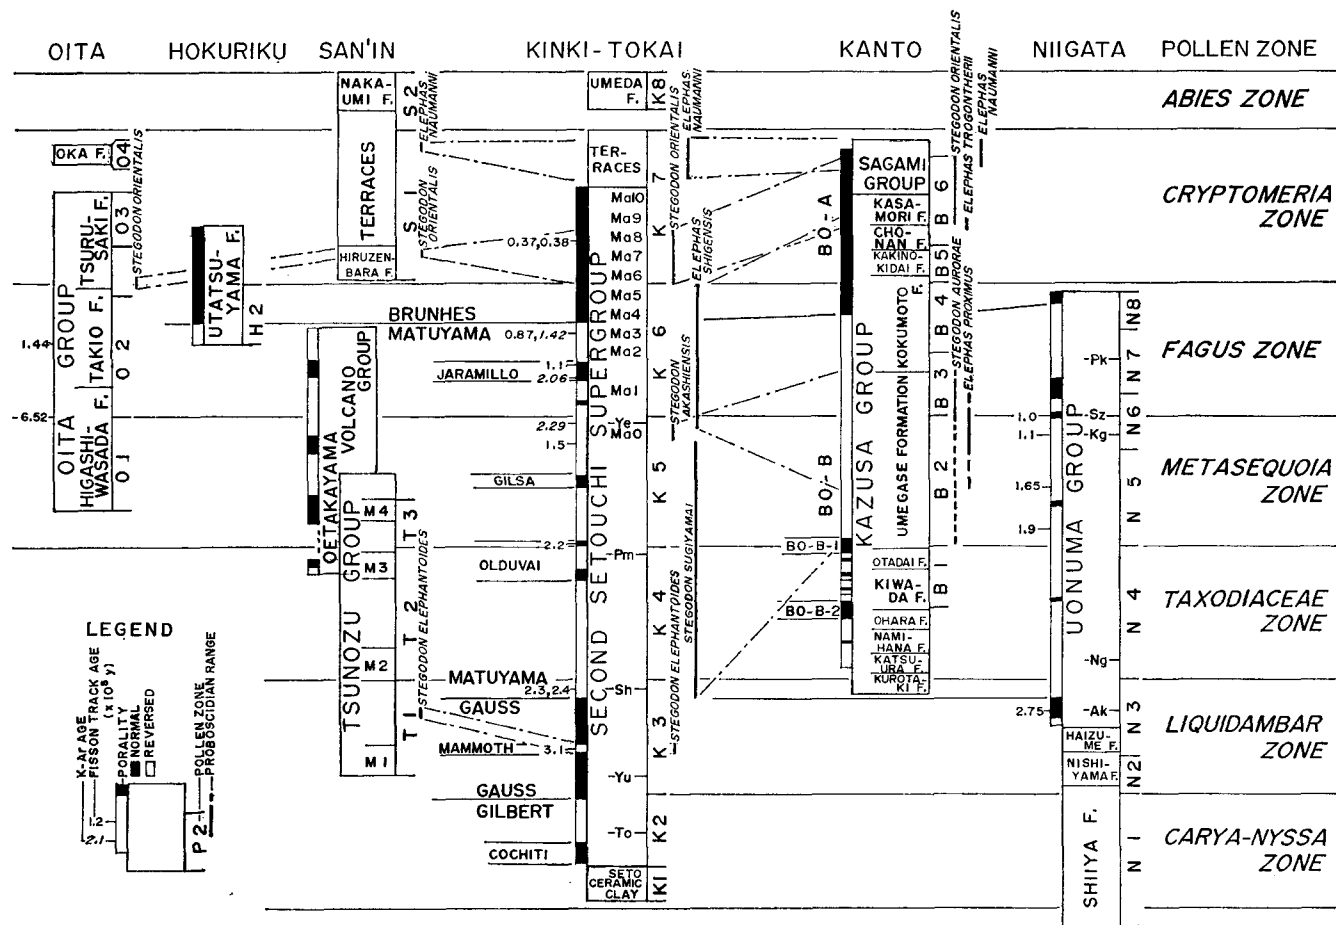 OITA HOKURIKU SAN'IN KINKI-TOKAI KANTO NIIGATA POLLEN ZONE
OKA F.
04
TSURU-
SAKI F.
03
STEGODON ORIENTALIS
OITA GROUP
TAKIO F.
02
HIGASHI-
WASADA F.
01
1.44
6.52
UTATSU-
YAMA F.
H2
NAKA-
UMI F.
S2
ELEPHAS
NAUMANNI
TERRACES
S1
STEGODON
ORIENTALIS
HIRUZEN-
BARA F.
OETAKAYAMA
VOLCANO
GROUP
TSUNOZU GROUP
M4
M3
M2
M1
T3
T2
T1
STEGODON ELEPHANTOIDES
BRUNHES
MATUYAMA
JARAMILLO
GILSA
OLDUVAI
MATUYAMA
GAUSS
MAMMOTH
GAUSS
GILBERT
COCHITI
0.37,0.38
0.87,1.42
1.1
2.06
2.29
1.5
2.2
2.3,2.4
3.1
UMEDA
F.
K8
TER-
RACES
Ma10
Ma9
Ma8
Ma7
Ma6
Ma5
Ma4
Ma3
Ma2
Ma1
Ye
Ma0
Pm
Sh
Yu
To
SECOND SETOUCHI SUPERGROUP
SETO
CERAMIC
CLAY
K7
K6
K5
K4
K3
K2
K1
ELEPHAS
NAUMANNI
STEGODON ORIENTALIS
ELEPHAS
SHIGENSIS
STEGODON
AKASHIENSIS
STEGODON SUGIYAMAI
STEGODON ELEPHANTOIDES
BO-A
BO-B
BO-B-1
BO-B-2
SAGAMI
GROUP
KASA-
MORI F.
CHO-
NAN F.
KAKINO-
KIDAI F.
KAZUSA GROUP
KOKUMOTO
F.
UMEGASE FORMATION
OTADAI F.
KIWA-
DA F.
OHARA F.
NAMI-
HANA F.
KATSU-
URA F.
KUROTA-
KI F.
B6
B5
B4
B3
B2
B1
STEGODON ORIENTALIS
ELEPHAS TROGONTHERII
ELEPHAS
NAUMANNI
STEGODON AURORAE
ELEPHAS PROXIMUS
UONUMA GROUP
Pk
Sz
Kg
Ng
Ak
1.0
1.1
1.65
1.9
2.75
HAIZU-
ME F.
NISHI-
YAMA F.
SHIIYA F.
N8
N7
N6
N5
N4
N3
N2
N1
ABIES ZONE
CRYPTOMERIA
ZONE
FAGUS ZONE
METASEQUOIA
ZONE
TAXODIACEAE
ZONE
LIQUIDAMBAR
ZONE
CARYA-NYSSA
ZONE
LEGEND
K-Ar AGE
FISSON TRACK AGE
(x 10⁶ y)
PORALITY
NORMAL
REVERSED
POLLEN ZONE
PROBOSCIDIAN RANGE
1.2
2.1
P2